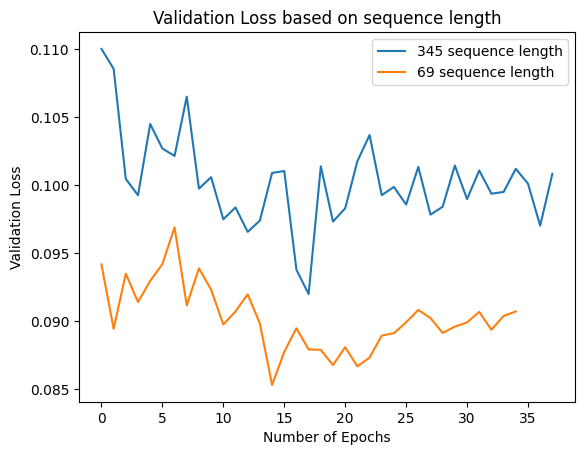 Validation Loss based on sequence length
345 sequence length
69 sequence length
Validation Loss
0.110
0.105
0.100
0.095
0.090
0.085
0 5 10 15 20 25 30 35
Number of Epochs